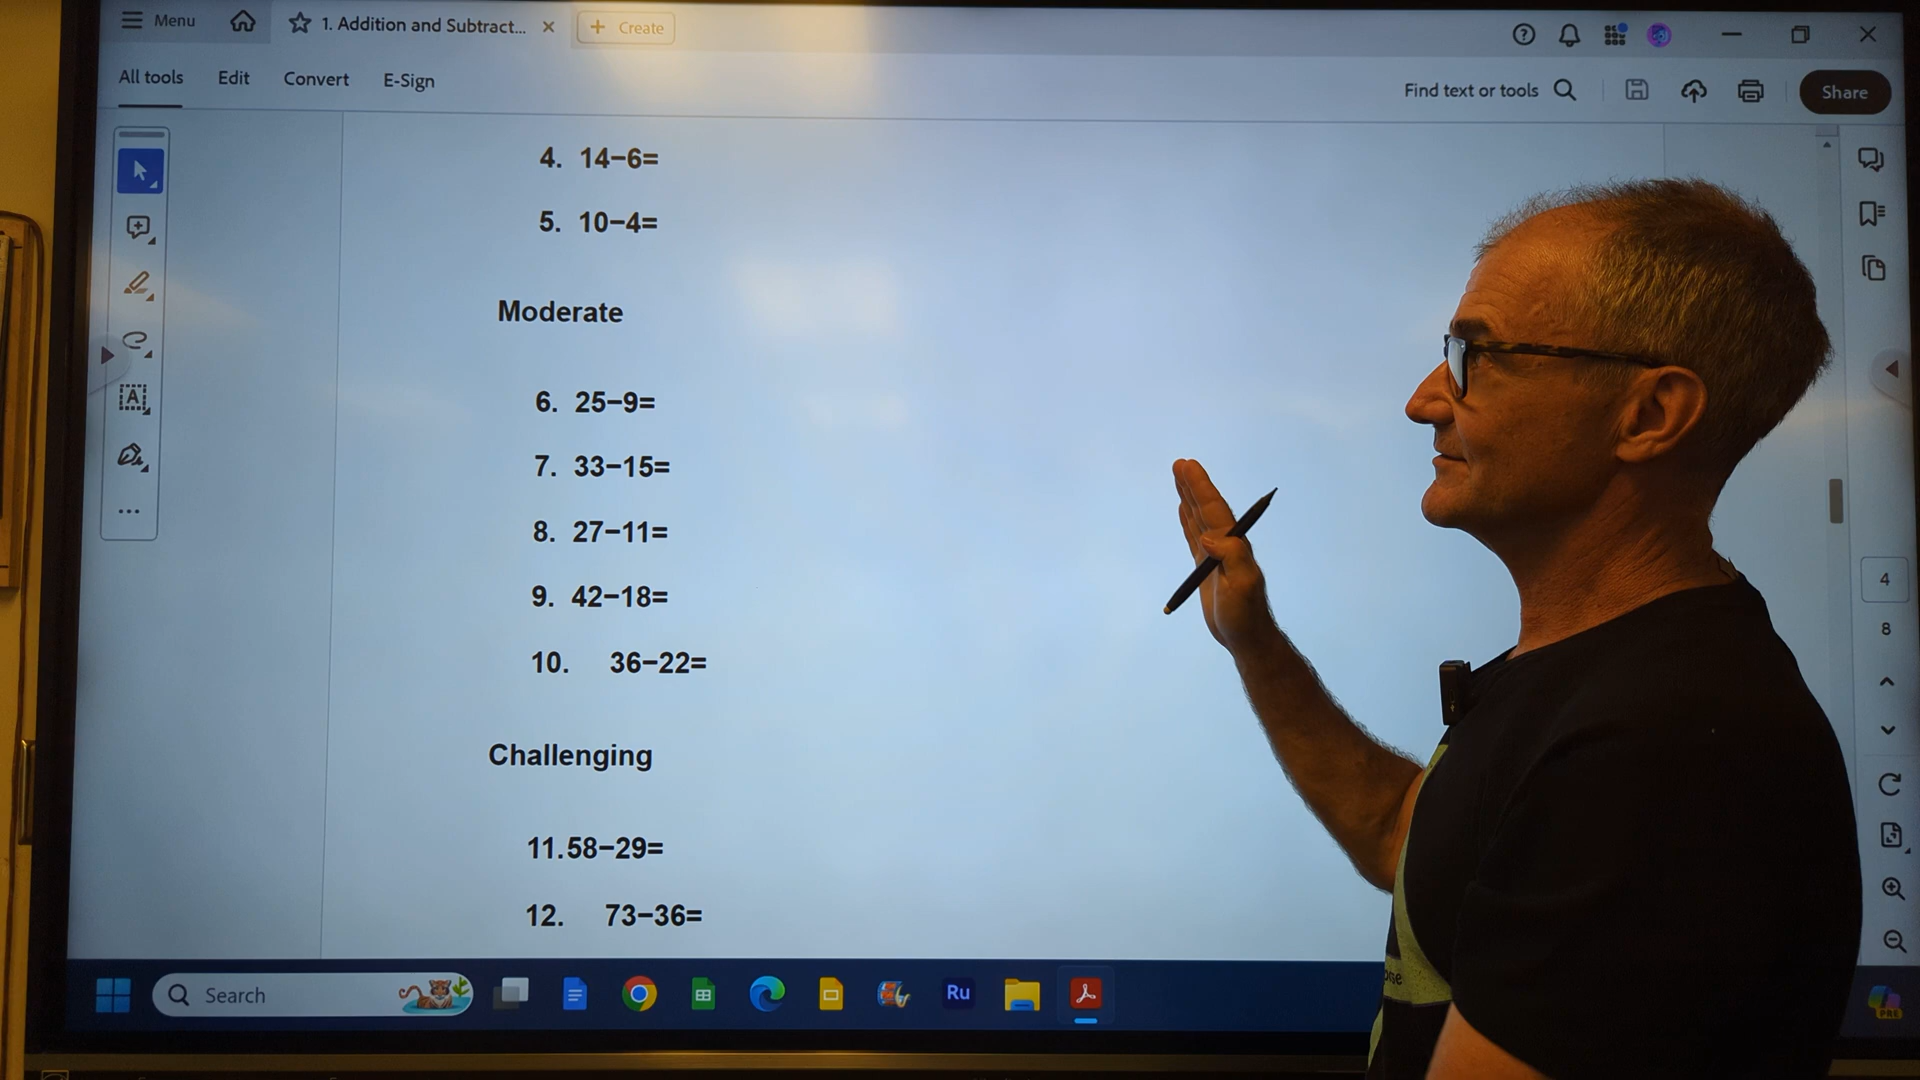 Menu
1. Addition and Subtract...
Create
All tools
Edit
Convert
E-Sign
Find text or tools
Share
4. 14−6=
5. 10−4=
Moderate
6. 25−9=
7. 33−15=
8. 27−11=
9. 42−18=
10. 36−22=
Challenging
11.58−29=
12. 73−36=
4
8
Search
Ru
PRE